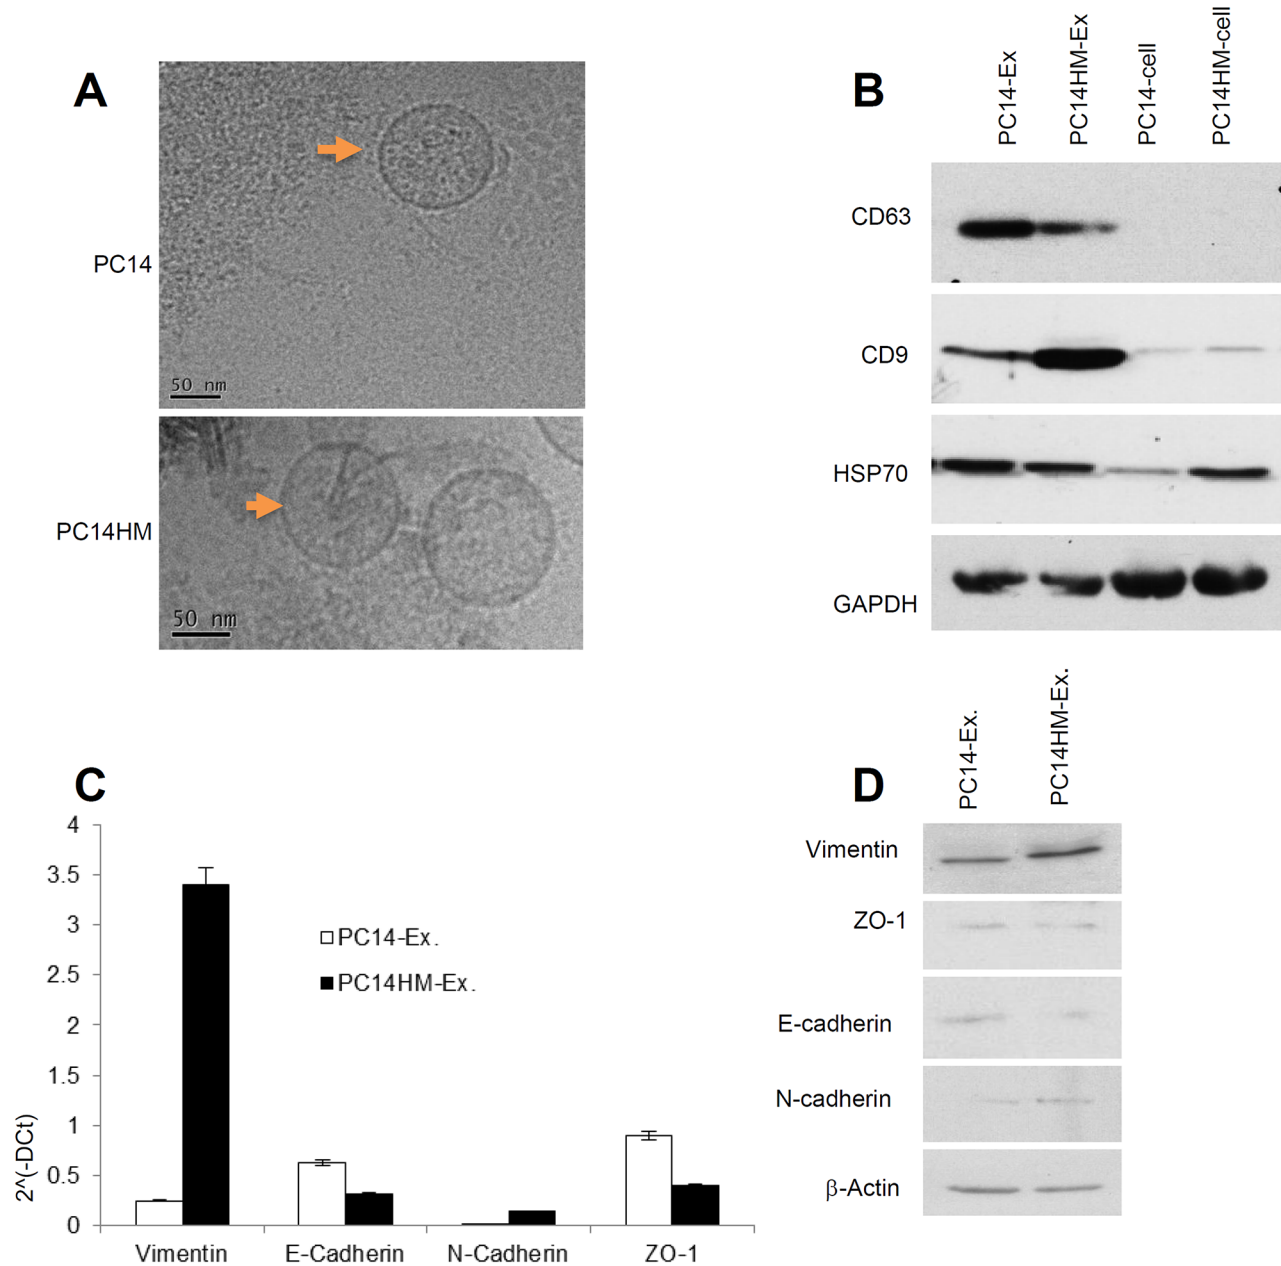 A
PC14
50 nm
PC14HM
50 nm
B
PC14-Ex
PC14HM-Ex
PC14-cell
PC14HM-cell
CD63
CD9
HSP70
GAPDH
C
2^(-DCt)
4
3.5
3
2.5
2
1.5
1
0.5
0
PC14-Ex.
PC14HM-Ex.
Vimentin
E-Cadherin
N-Cadherin
ZO-1
D
PC14-Ex.
PC14HM-Ex.
Vimentin
ZO-1
E-cadherin
N-cadherin
β-Actin